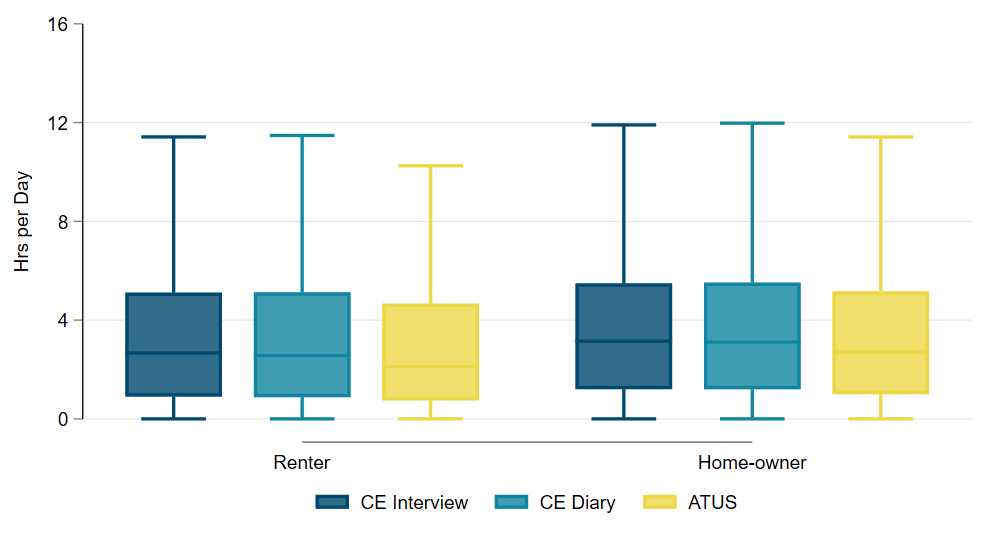 16
12
8
4
0
Hrs per Day
Renter
Home-owner
CE Interview
CE Diary
ATUS